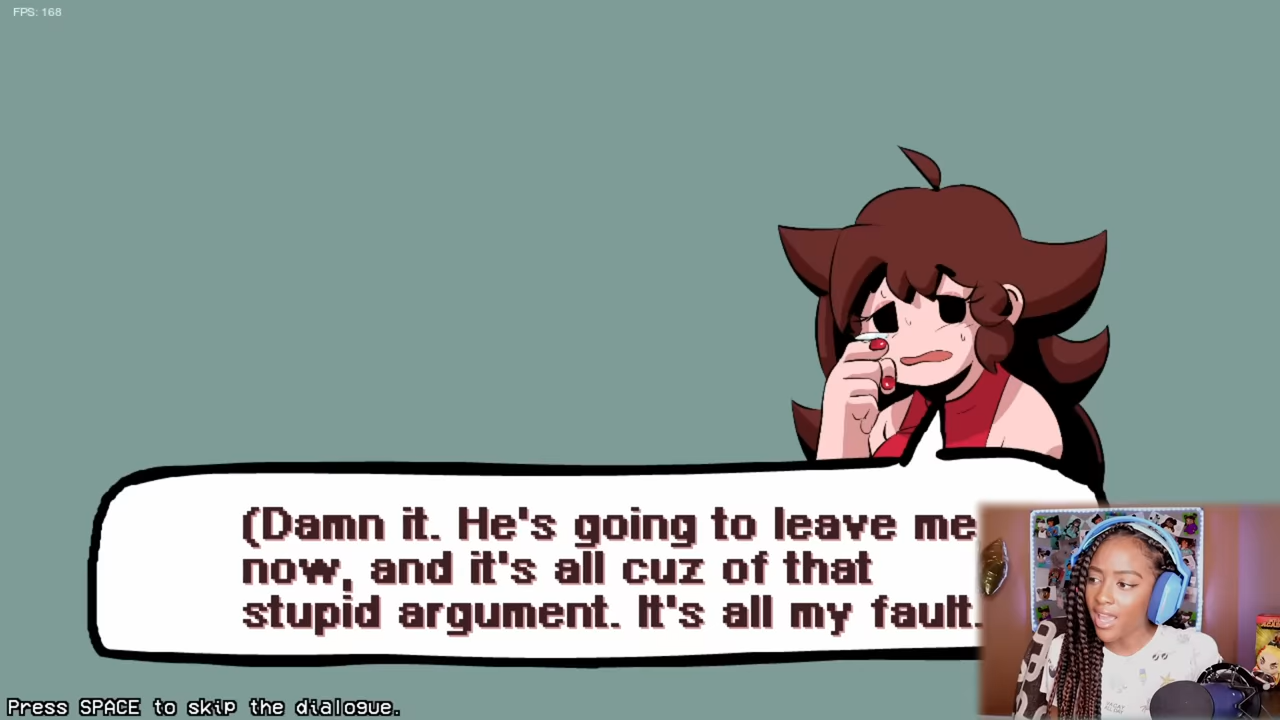 FPS: 168
(Damn it. He's going to leave me
now, and it's all cuz of that
stupid argument. It's all my fault.
Press SPACE to skip the dialogue.